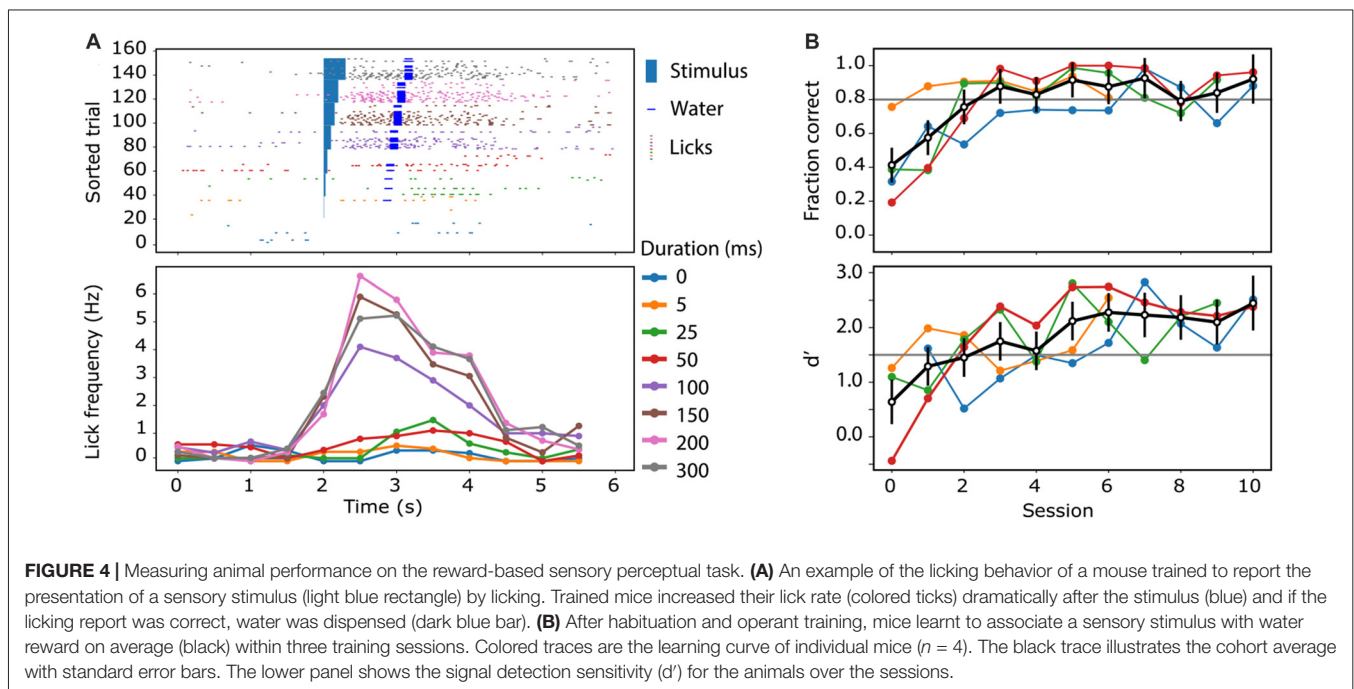 A
160
140
120
100
80
60
40
20
0
Sorted trial
Stimulus
Water
Licks
Duration (ms)
0
5
25
50
100
150
200
300
6
5
4
3
2
1
0
Lick frequency (Hz)
0
1
2
3
4
5
6
Time (s)
B
1.0
0.8
0.6
0.4
0.2
0.0
Fraction correct
3.0
2.0
1.0
0.0
d′
0
2
4
6
8
10
Session
FIGURE 4 | Measuring animal performance on the reward-based sensory perceptual task. (A) An example of the licking behavior of a mouse trained to report the
presentation of a sensory stimulus (light blue rectangle) by licking. Trained mice increased their lick rate (colored ticks) dramatically after the stimulus (blue) and if the
licking report was correct, water was dispensed (dark blue bar). (B) After habituation and operant training, mice learnt to associate a sensory stimulus with water
reward on average (black) within three training sessions. Colored traces are the learning curve of individual mice (n = 4). The black trace illustrates the cohort average
with standard error bars. The lower panel shows the signal detection sensitivity (d′) for the animals over the sessions.